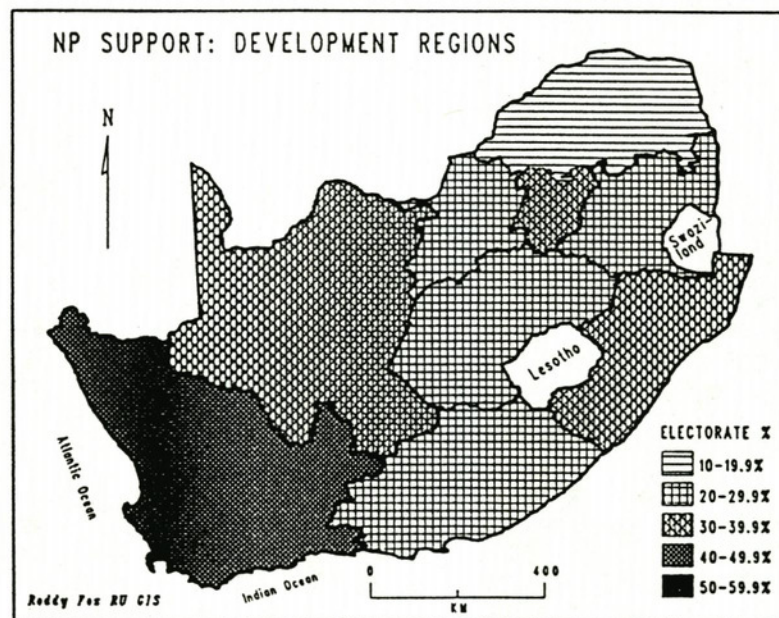 NP SUPPORT: DEVELOPMENT REGIONS
N
Swazi-
land
Lesotho
Atlantic Ocean
Indian Ocean
ELECTORATE %
10-19.9%
20-29.9%
30-39.9%
40-49.9%
50-59.9%
0 400
KM
Roddy Fox RU GIS